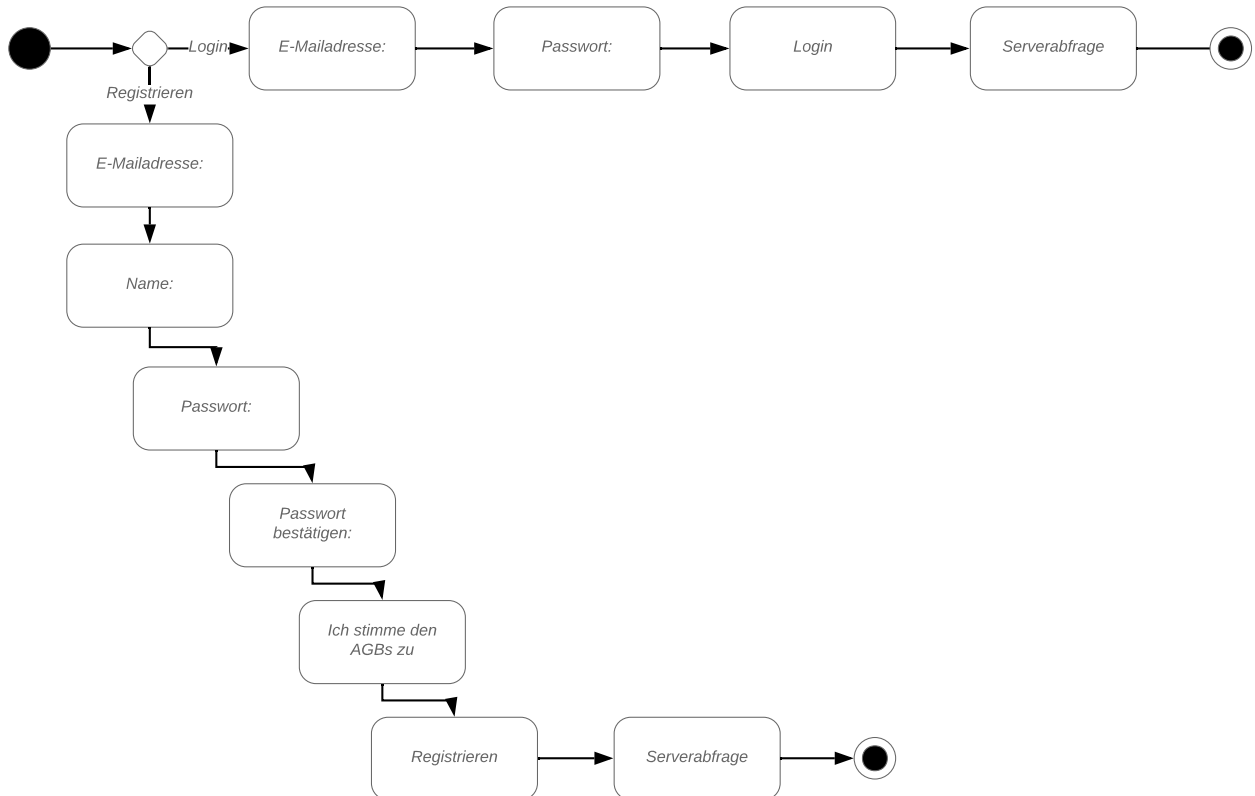 Login
E-Mailadresse:
Passwort:
Login
Serverabfrage
Registrieren
E-Mailadresse:
Name:
Passwort:
Passwort
bestätigen:
Ich stimme den
AGBs zu
Registrieren
Serverabfrage